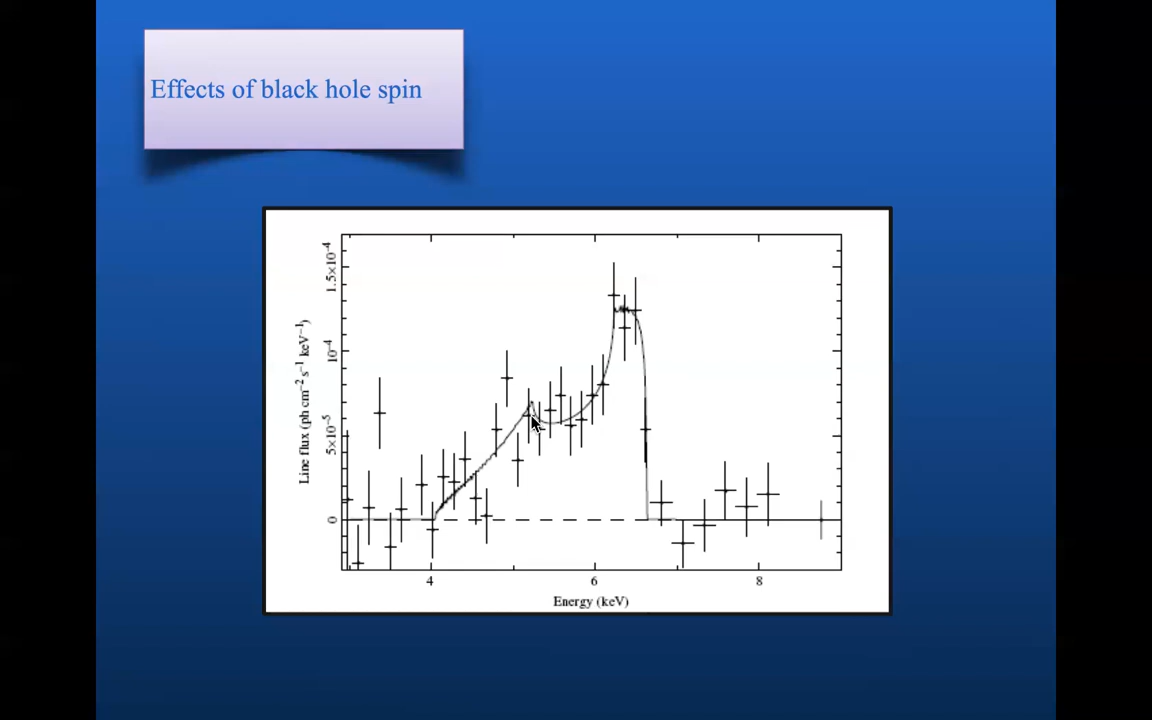 Effects of black hole spin
1.5×10⁻⁴
10⁻⁴
5×10⁻⁵
0
Line flux (ph cm⁻² s⁻¹ keV⁻¹)
4 6 8
Energy (keV)